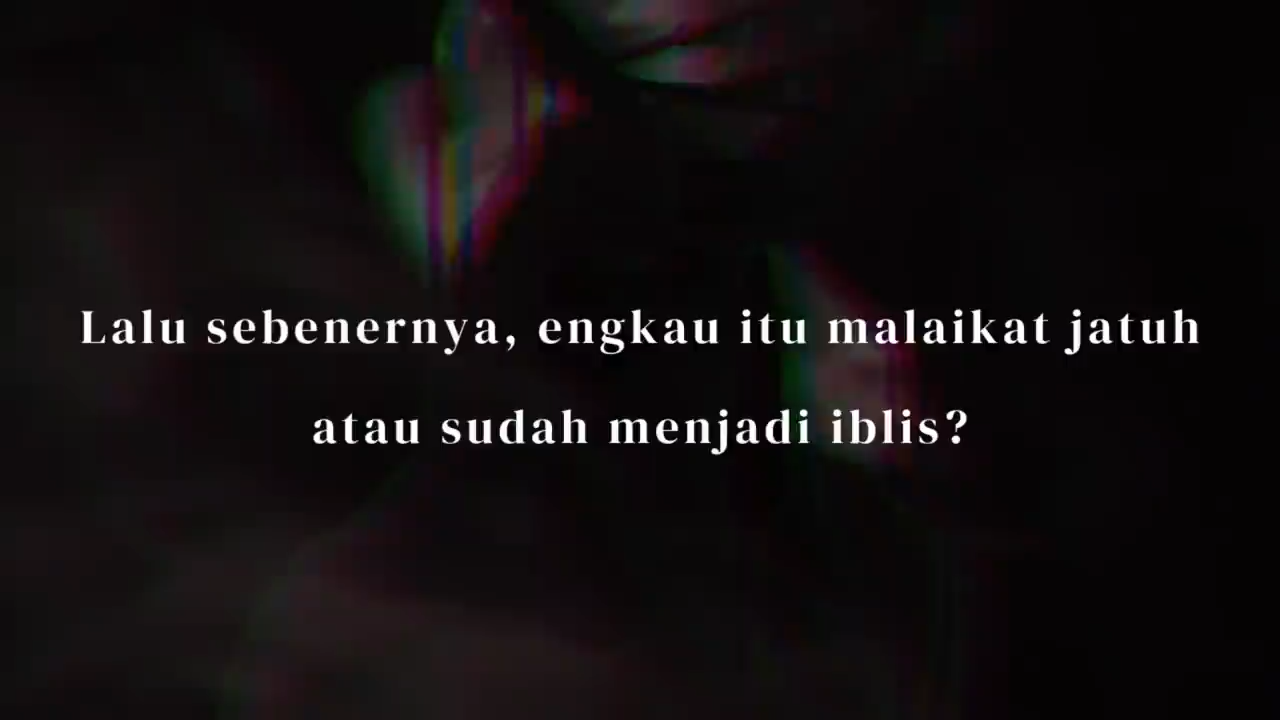 Lalu sebenernya, engkau itu malaikat jatuh
atau sudah menjadi iblis?